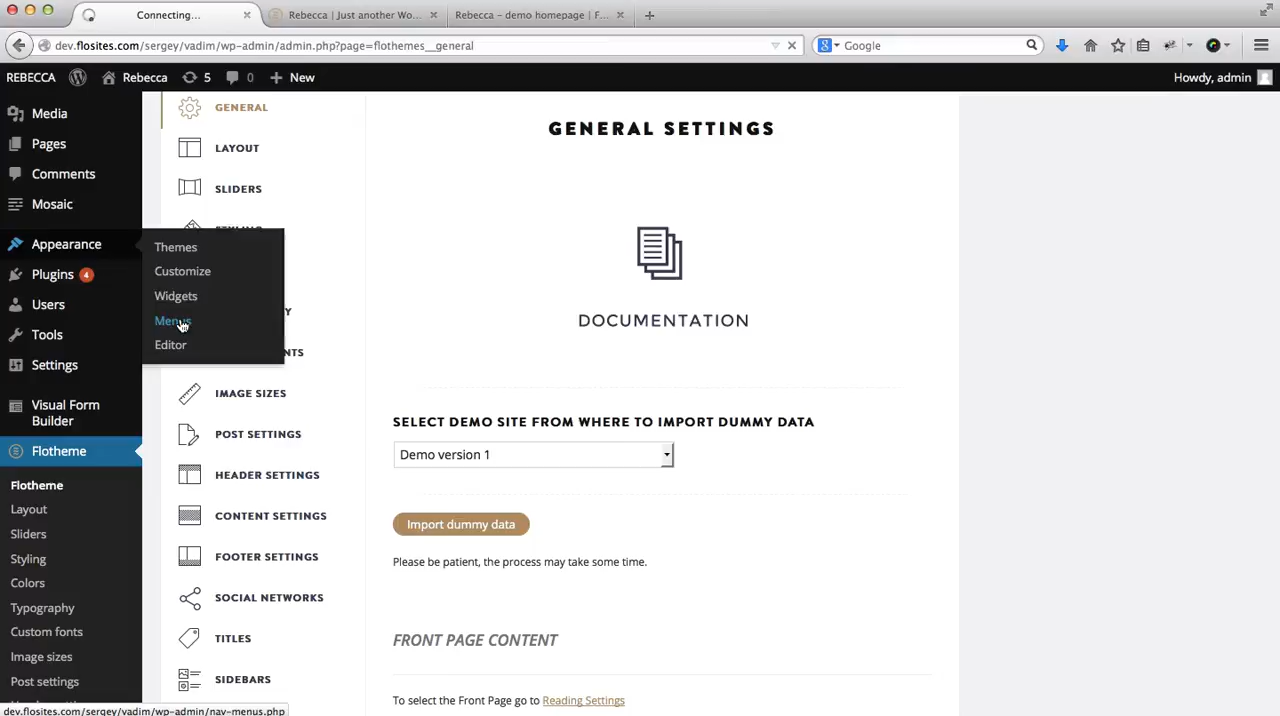 Connecting...
Rebecca | Just another Wo...
Rebecca – demo homepage | F...
dev.flosites.com/sergey/vadim/wp-admin/admin.php?page=flothemes__general
Google
REBECCA
Rebecca
5
0
New
Howdy, admin
Media
Pages
Comments
Mosaic
Appearance
Plugins 4
Users
Tools
Settings
Visual Form
Builder
Flotheme
Flotheme
Layout
Sliders
Styling
Colors
Typography
Custom fonts
Image sizes
Post settings
Themes
Customize
Widgets
Menus
Editor
GENERAL
LAYOUT
SLIDERS
IMAGE SIZES
POST SETTINGS
HEADER SETTINGS
CONTENT SETTINGS
FOOTER SETTINGS
SOCIAL NETWORKS
TITLES
SIDEBARS
GENERAL SETTINGS
DOCUMENTATION
SELECT DEMO SITE FROM WHERE TO IMPORT DUMMY DATA
Demo version 1
Import dummy data
Please be patient, the process may take some time.
FRONT PAGE CONTENT
To select the Front Page go to Reading Settings
dev.flosites.com/sergey/vadim/wp-admin/nav-menus.php